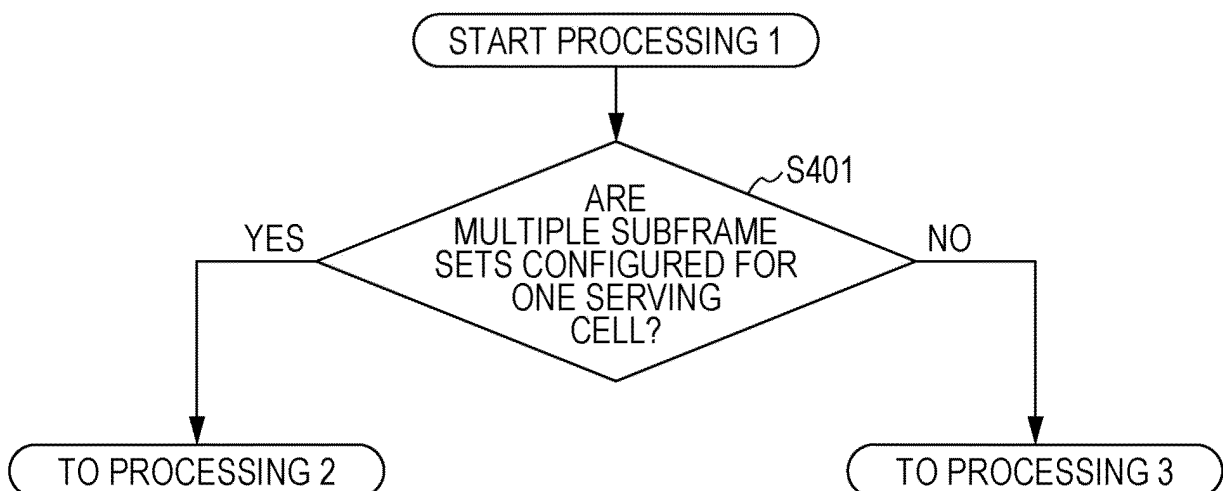 START PROCESSING 1
S401
ARE
MULTIPLE SUBFRAME
SETS CONFIGURED FOR
ONE SERVING
CELL?
YES
NO
TO PROCESSING 2
TO PROCESSING 3